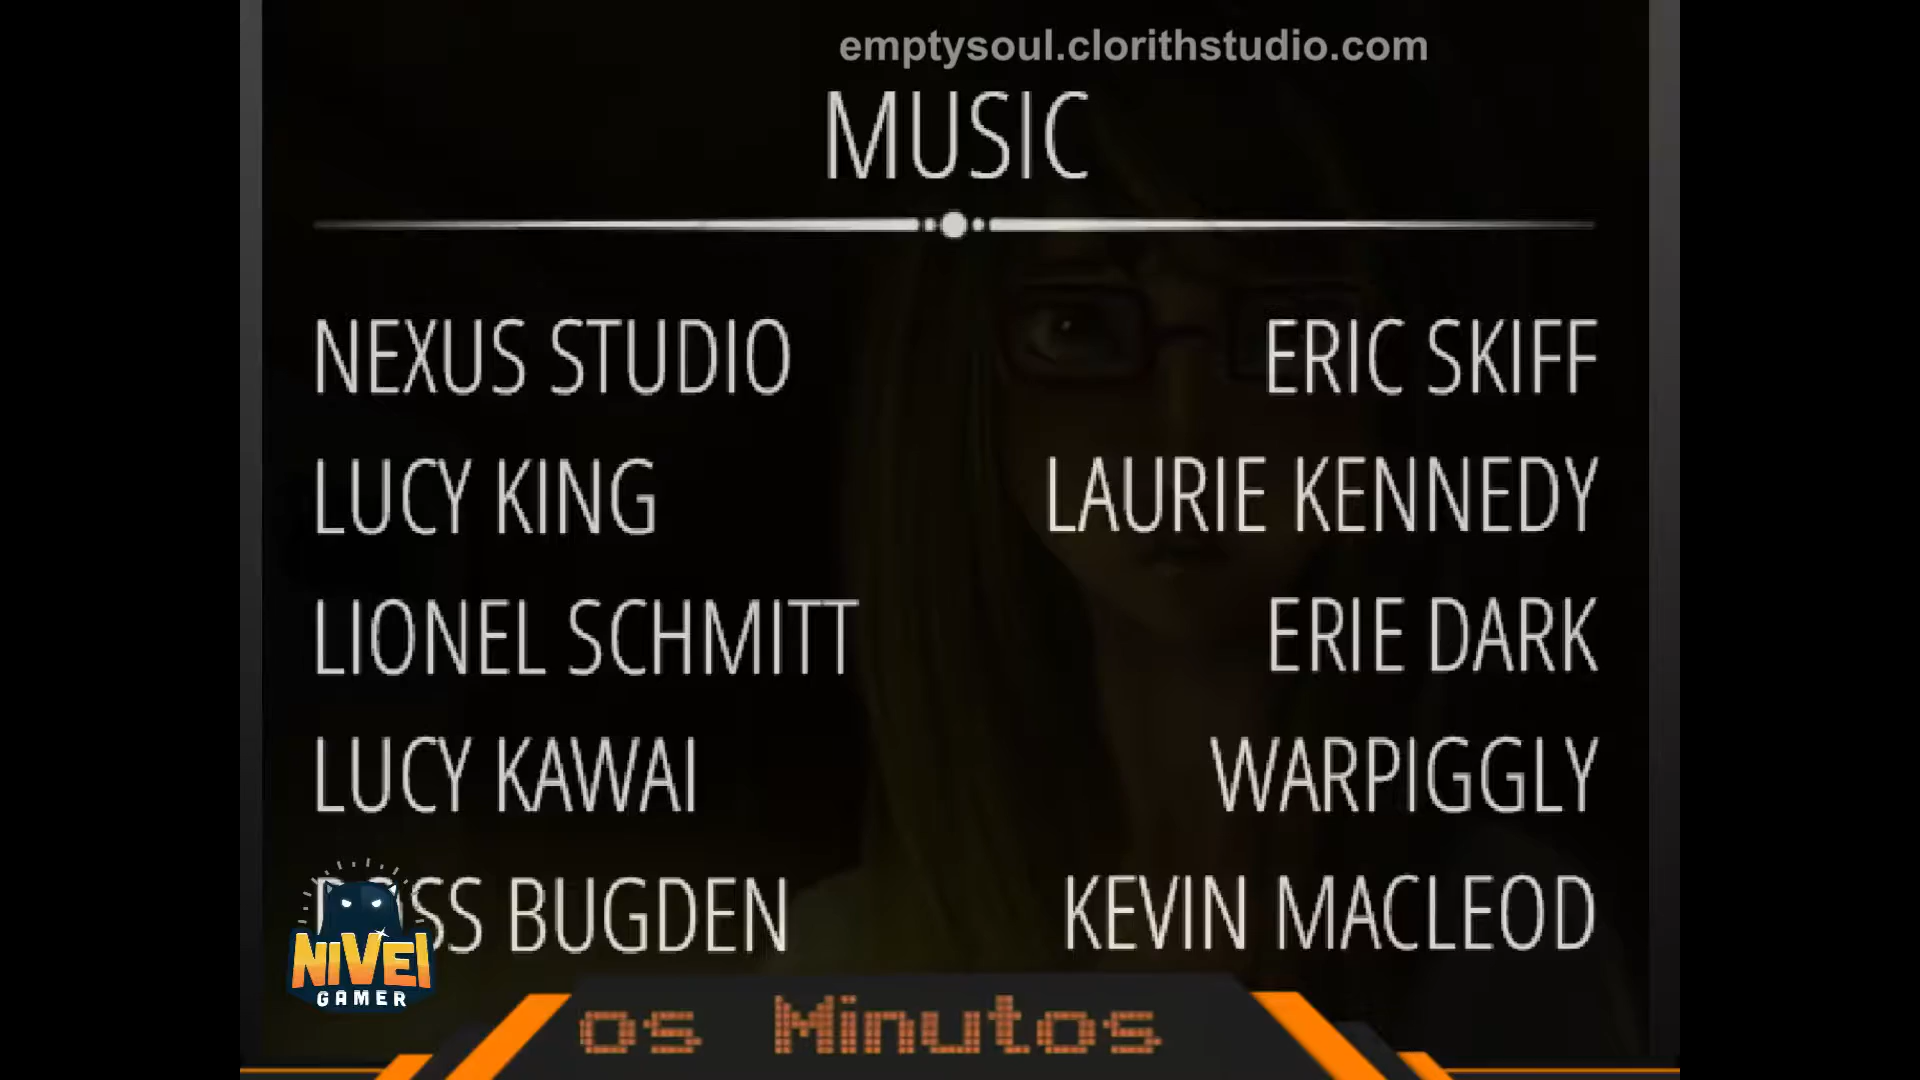 emptysoul.clorithstudio.com
MUSIC
NEXUS STUDIO
ERIC SKIFF
LUCY KING
LAURIE KENNEDY
LIONEL SCHMITT
ERIE DARK
LUCY KAWAI
WARPIGGLY
BUGDEN
KEVIN MACLEOD
NIVEL
GAMER
os Minutos